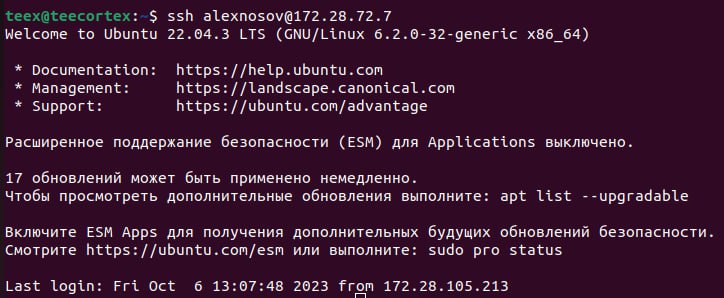 teex@teecortex:~$ ssh alexnosov@172.28.72.7
Welcome to Ubuntu 22.04.3 LTS (GNU/Linux 6.2.0-32-generic x86_64)
* Documentation: https://help.ubuntu.com
* Management: https://landscape.canonical.com
* Support: https://ubuntu.com/advantage
Расширенное поддержание безопасности (ESM) для Applications выключено.
17 обновлений может быть применено немедленно.
Чтобы просмотреть дополнительные обновления выполните: apt list --upgradable
Включите ESM Apps для получения дополнительных будущих обновлений безопасности.
Смотрите https://ubuntu.com/esm или выполните: sudo pro status
Last login: Fri Oct  6 13:07:48 2023 from 172.28.105.213